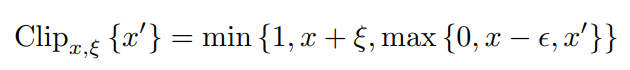 Clip_{x,ξ} {x′} = min {1, x + ξ, max {0, x − ϵ, x′}}